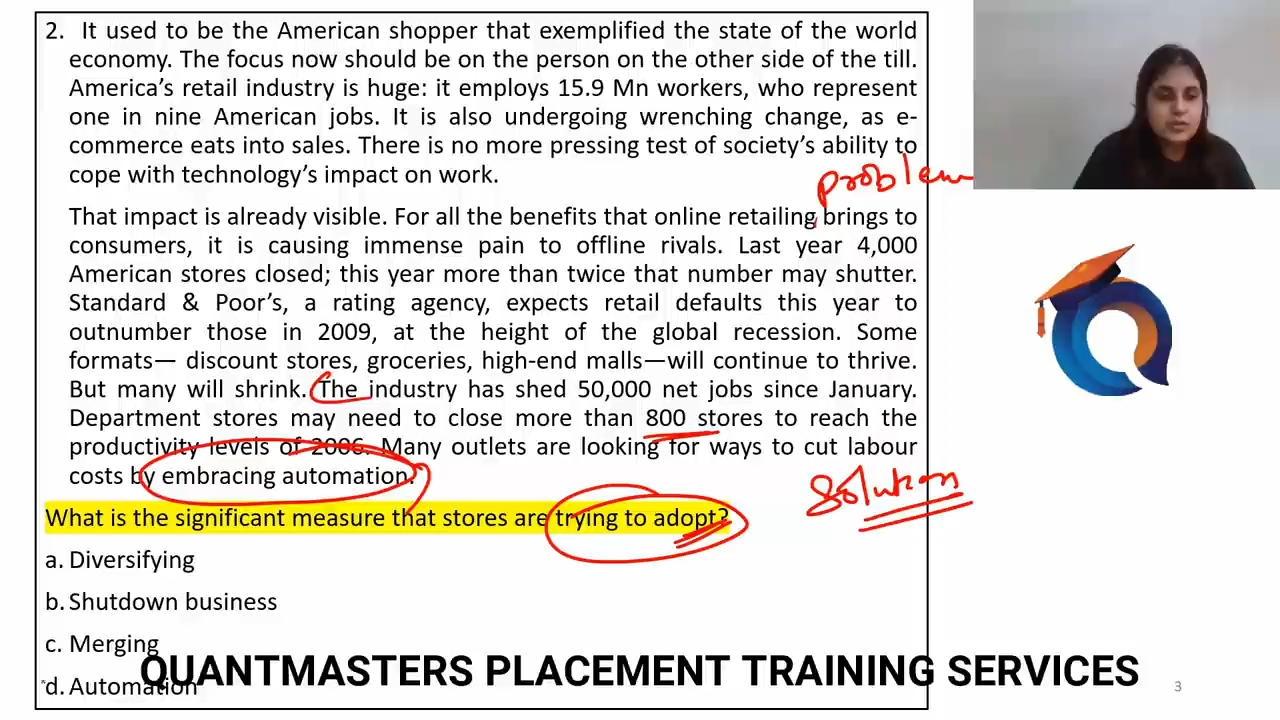 2. It used to be the American shopper that exemplified the state of the world
economy. The focus now should be on the person on the other side of the till.
America’s retail industry is huge: it employs 15.9 Mn workers, who represent
one in nine American jobs. It is also undergoing wrenching change, as e-
commerce eats into sales. There is no more pressing test of society’s ability to
cope with technology’s impact on work.
problem
That impact is already visible. For all the benefits that online retailing brings to
consumers, it is causing immense pain to offline rivals. Last year 4,000
American stores closed; this year more than twice that number may shutter.
Standard & Poor’s, a rating agency, expects retail defaults this year to
outnumber those in 2009, at the height of the global recession. Some
formats— discount stores, groceries, high-end malls—will continue to thrive.
But many will shrink. The industry has shed 50,000 net jobs since January.
Department stores may need to close more than 800 stores to reach the
productivity levels of 2006. Many outlets are looking for ways to cut labour
costs by embracing automation.
Solution
What is the significant measure that stores are trying to adopt?
a. Diversifying
b. Shutdown business
c. Merging
QUANTMASTERS PLACEMENT TRAINING SERVICES
d. Automation
3